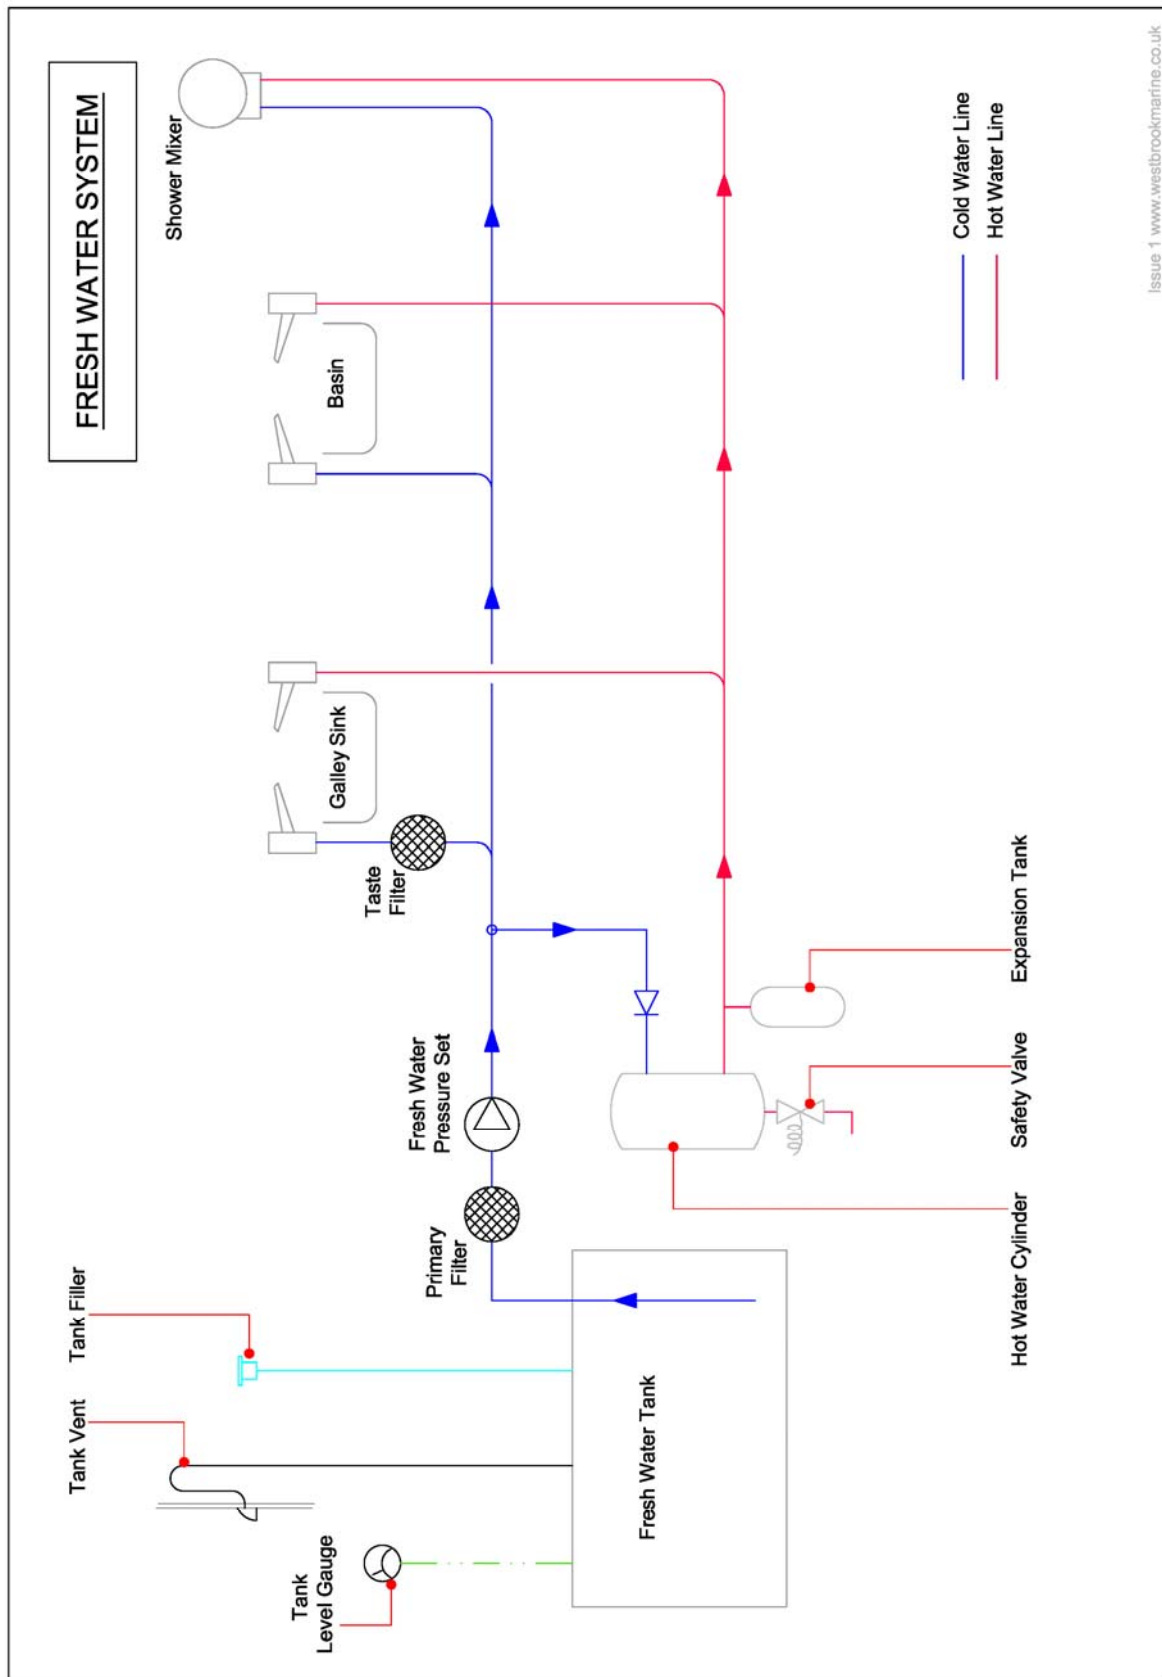 FRESH WATER SYSTEM
Tank
Level Gauge
Tank Vent
Tank Filler
Fresh Water Tank
Primary
Filter
Fresh Water
Pressure Set
Taste
Filter
Galley Sink
Basin
Shower Mixer
Hot Water Cylinder
Safety Valve
Expansion Tank
Cold Water Line
Hot Water Line
Issue 1 www.westbrookmarine.co.uk